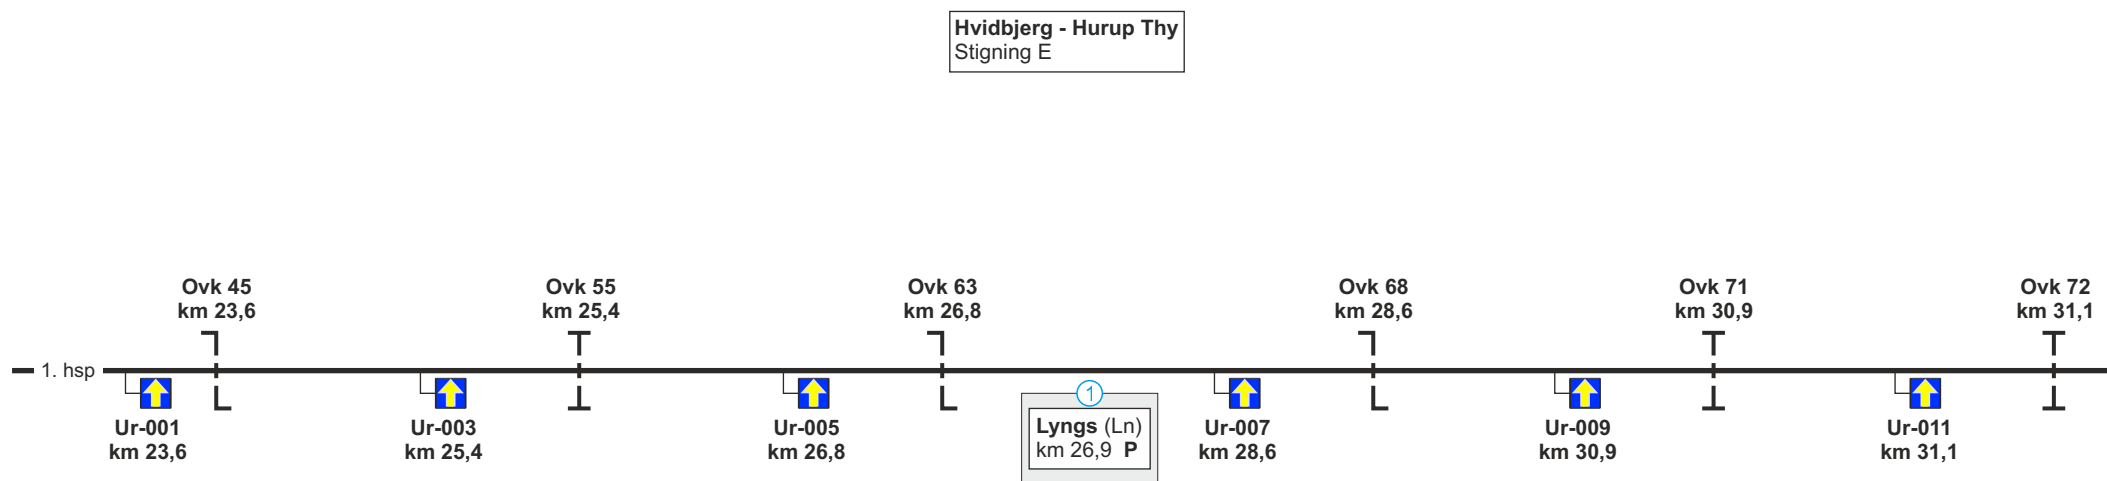 Hvidbjerg - Hurup Thy
Stigning E
Ovk 45
km 23,6
Ovk 55
km 25,4
Ovk 63
km 26,8
Ovk 68
km 28,6
Ovk 71
km 30,9
Ovk 72
km 31,1
1. hsp
Ur-001
km 23,6
Ur-003
km 25,4
Ur-005
km 26,8
1
Lyngs (Ln)
km 26,9 P
Ur-007
km 28,6
Ur-009
km 30,9
Ur-011
km 31,1